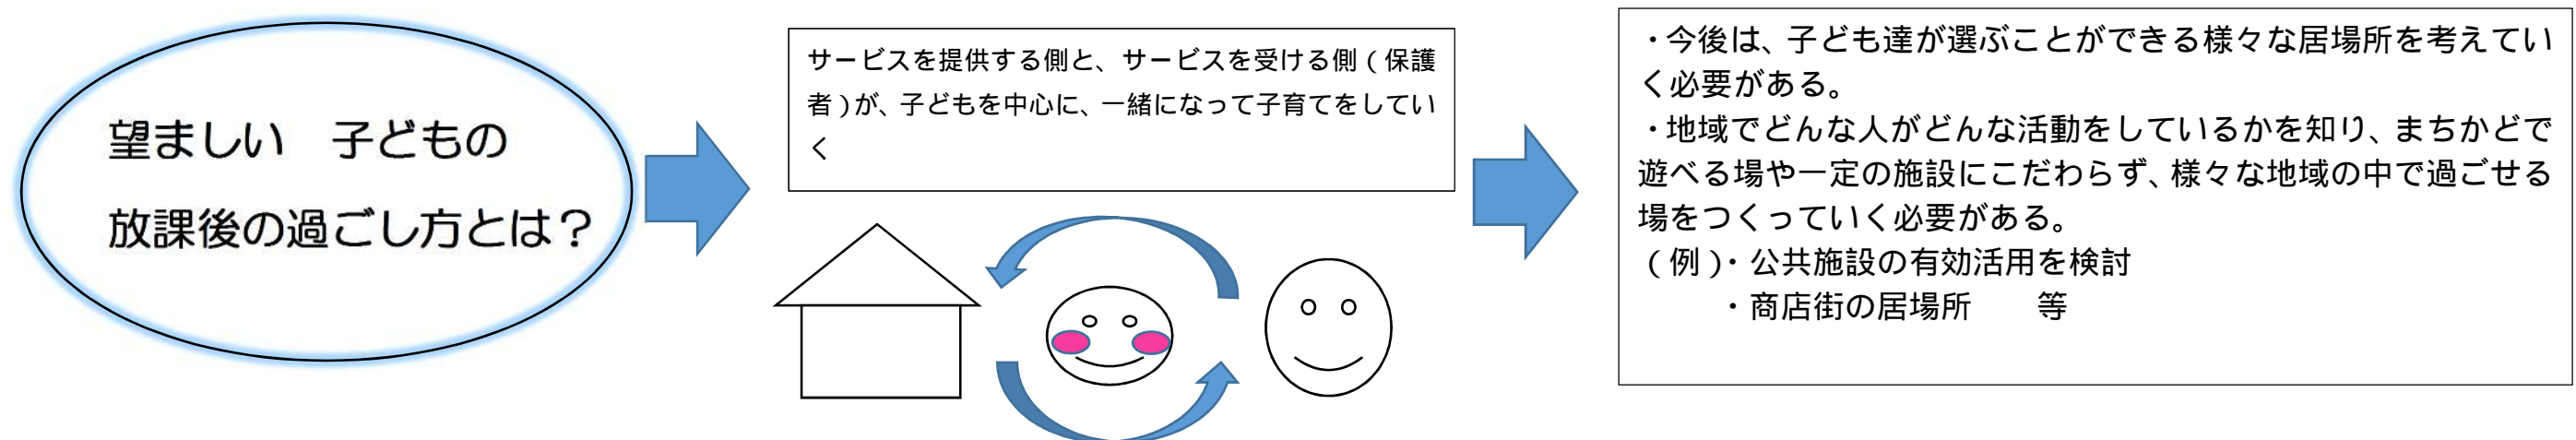 望ましい　子どもの
放課後の過ごし方とは？
サービスを提供する側と、サービスを受ける側（保護
者）が、子どもを中心に、一緒になって子育てをしてい
く
・今後は、子ども達が選ぶことができる様々な居場所を考えてい
く必要がある。
・地域でどんな人がどんな活動をしているかを知り、まちかどで
遊べる場や一定の施設にこだわらず、様々な地域の中で過ごせる
場をつくっていく必要がある。
（例）・公共施設の有効活用を検討
・商店街の居場所　　等